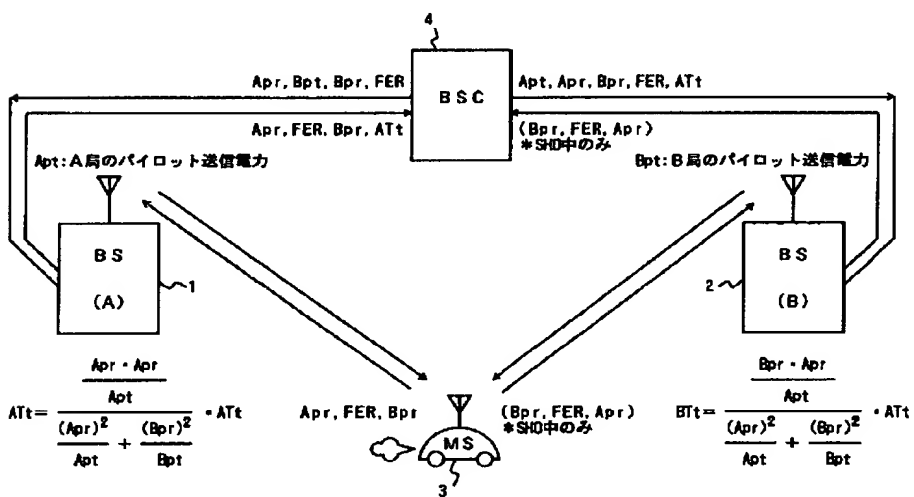 4
BSC
Apr, Bpt, Bpr, FER
Apt, Apr, Bpr, FER, ATt
Apr, FER, Bpr, ATt
(Bpr, FER, Apr)
*SHO中のみ
Apt:A局のパイロット送信電力
Bpt:B局のパイロット送信電力
BS
(A)
1
BS
(B)
2
ATt= ((Apr・Apr)/Apt)/((Apr)²/Apt + (Bpr)²/Bpt) ・ATt
Apr, FER, Bpr
(Bpr, FER, Apr)
*SHO中のみ
MS
3
BTt= ((Bpr・Apr)/Apt)/((Apr)²/Apt + (Bpr)²/Bpt) ・ATt